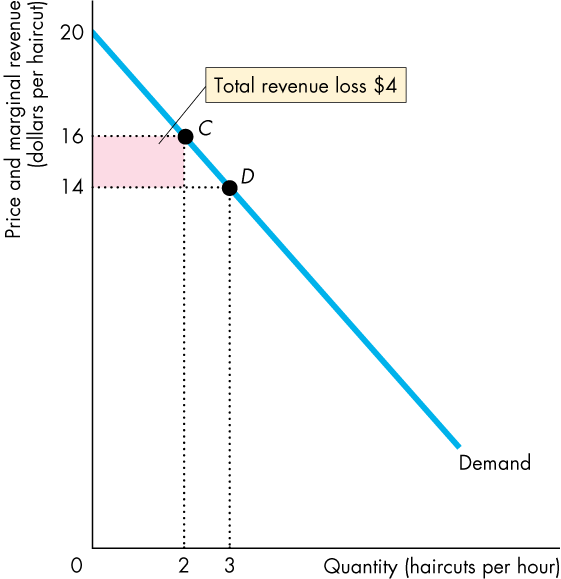 Price and marginal revenue
(dollars per haircut)
20
Total revenue loss $4
16
C
14
D
Demand
0
2
3
Quantity (haircuts per hour)